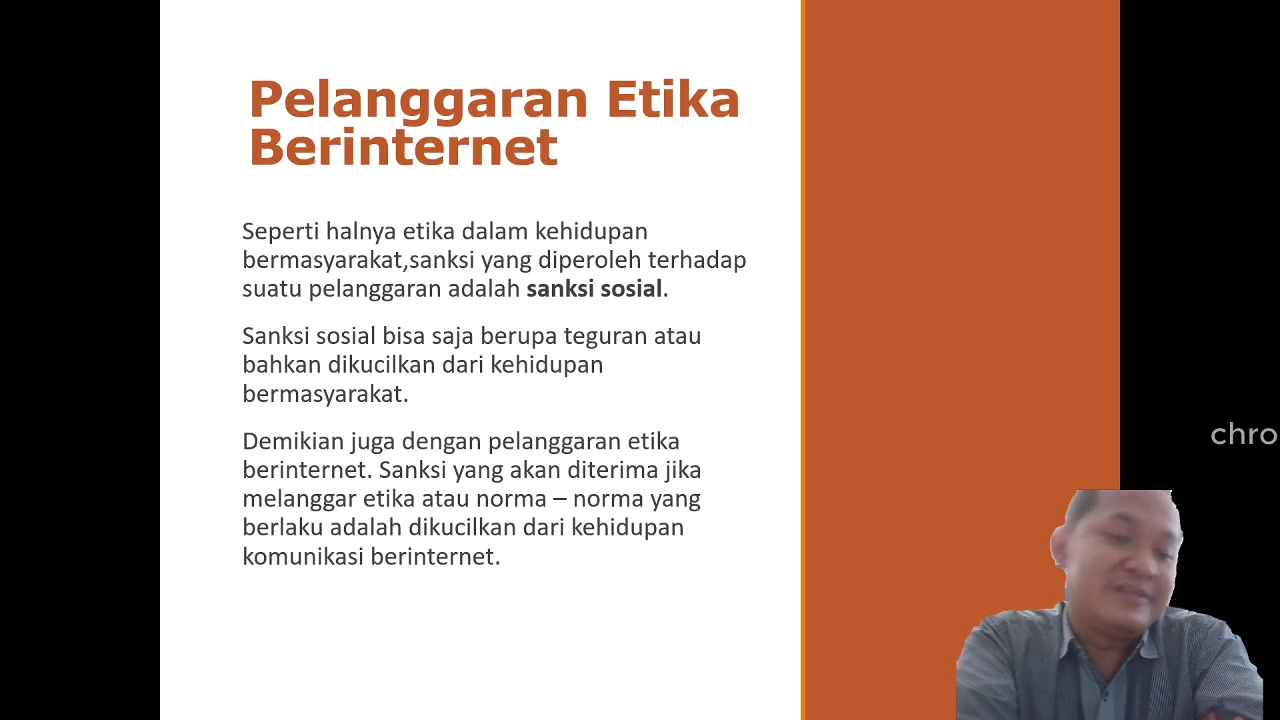 Pelanggaran Etika
Berinternet
Seperti halnya etika dalam kehidupan
bermasyarakat,sanksi yang diperoleh terhadap
suatu pelanggaran adalah sanksi sosial.
Sanksi sosial bisa saja berupa teguran atau
bahkan dikucilkan dari kehidupan
bermasyarakat.
Demikian juga dengan pelanggaran etika
berinternet. Sanksi yang akan diterima jika
melanggar etika atau norma – norma yang
berlaku adalah dikucilkan dari kehidupan
komunikasi berinternet.
chro